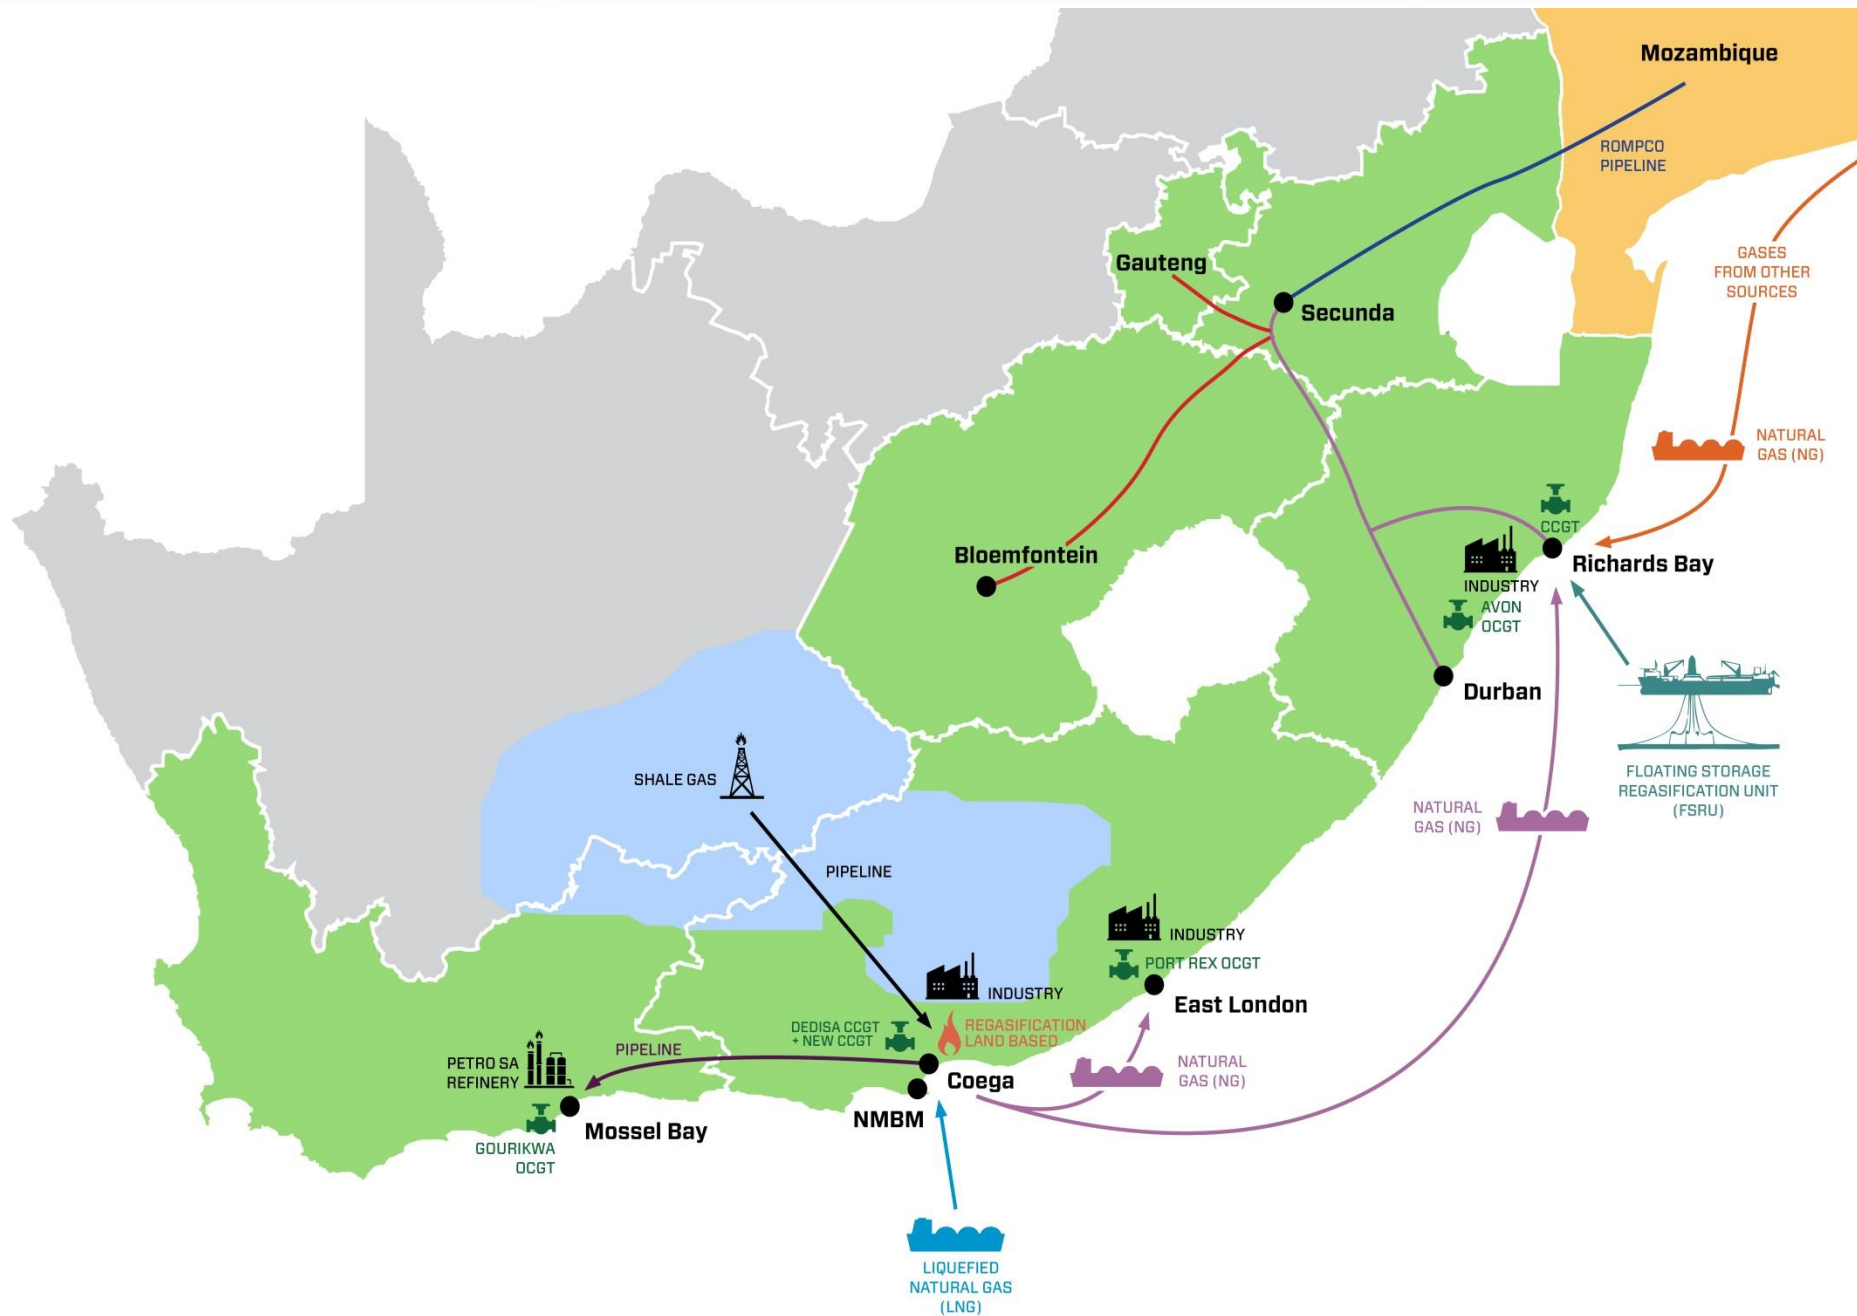 Mozambique
ROMPCO
PIPELINE
GASES
FROM OTHER
SOURCES
Gauteng
Secunda
NATURAL
GAS (NG)
CCGT
Bloemfontein
Richards Bay
INDUSTRY
AVON
OCGT
Durban
FLOATING STORAGE
REGASIFICATION UNIT
(FSRU)
SHALE GAS
NATURAL
GAS (NG)
PIPELINE
INDUSTRY
PORT REX OCGT
East London
INDUSTRY
DEDISA CCGT
+ NEW CCGT
REGASIFICATION
LAND BASED
PIPELINE
PETRO SA
REFINERY
NATURAL
GAS (NG)
Coega
NMBM
Mossel Bay
GOURIKWA
OCGT
LIQUEFIED
NATURAL GAS
(LNG)